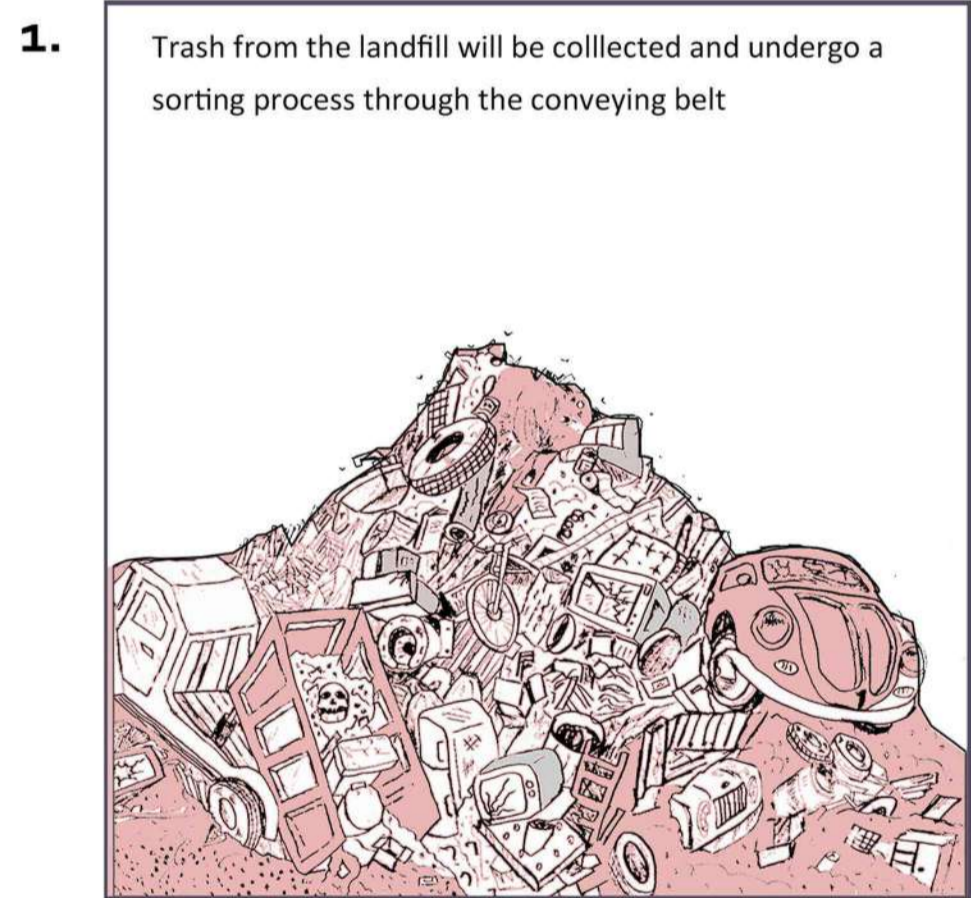 1.
Trash from the landfill will be colllected and undergo a
sorting process through the conveying belt